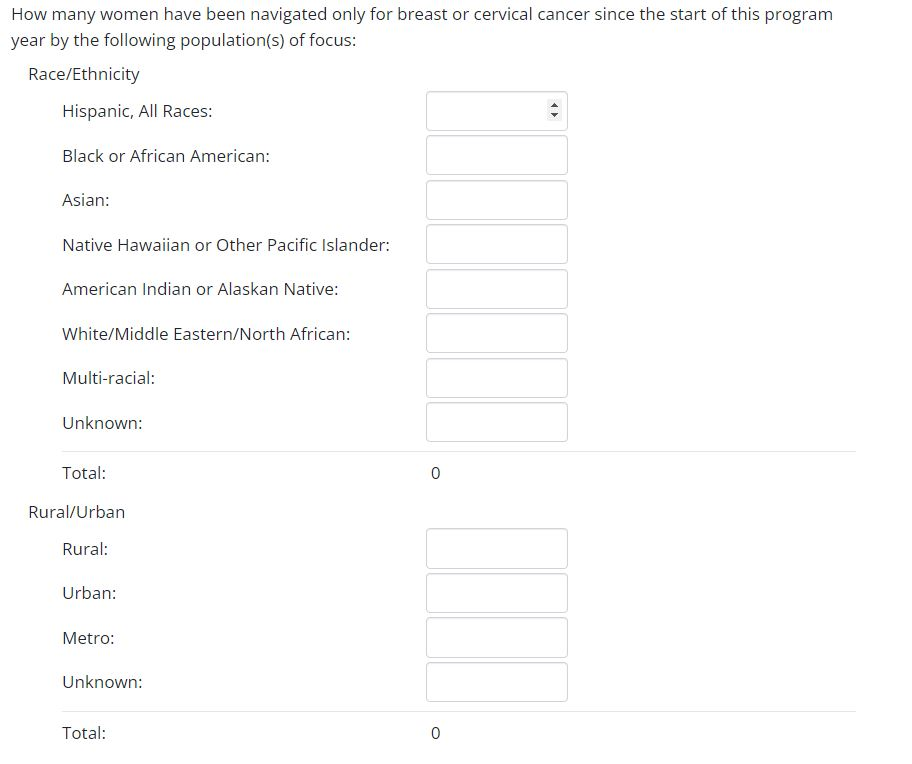 How many women have been navigated only for breast or cervical cancer since the start of this program
year by the following population(s) of focus:
Race/Ethnicity
Hispanic, All Races:
Black or African American:
Asian:
Native Hawaiian or Other Pacific Islander:
American Indian or Alaskan Native:
White/Middle Eastern/North African:
Multi-racial:
Unknown:
Total: 0
Rural/Urban
Rural:
Urban:
Metro:
Unknown:
Total: 0